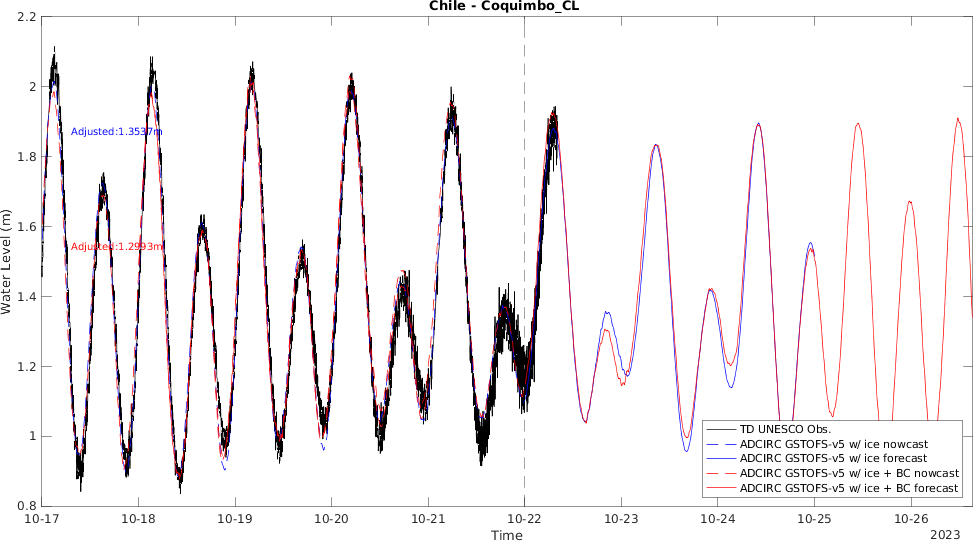 Chile - Coquimbo_CL
2.2
2
1.8
1.6
1.4
1.2
1
0.8
Water Level (m)
Adjusted:1.3537m
Adjusted:1.2993m
TD UNESCO Obs.
ADCIRC GSTOFS-v5 w/ ice nowcast
ADCIRC GSTOFS-v5 w/ ice forecast
ADCIRC GSTOFS-v5 w/ ice + BC nowcast
ADCIRC GSTOFS-v5 w/ ice + BC forecast
10-17 10-18 10-19 10-20 10-21 10-22 10-23 10-24 10-25 10-26
Time
2023